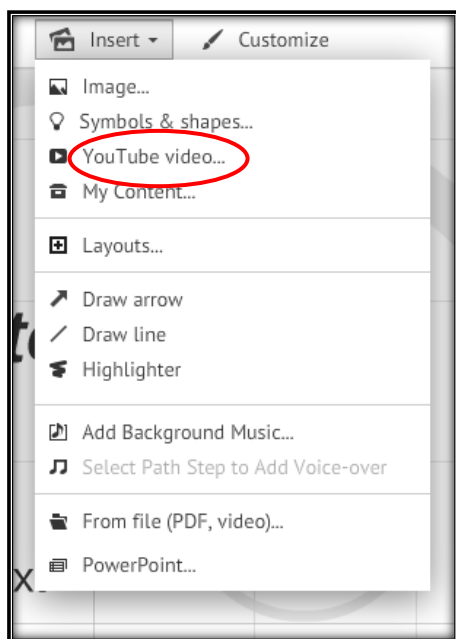 Insert Customize
Image...
Symbols & shapes...
YouTube video...
My Content...
Layouts...
Draw arrow
Draw line
Highlighter
Add Background Music...
Select Path Step to Add Voice-over
From file (PDF, video)...
PowerPoint...